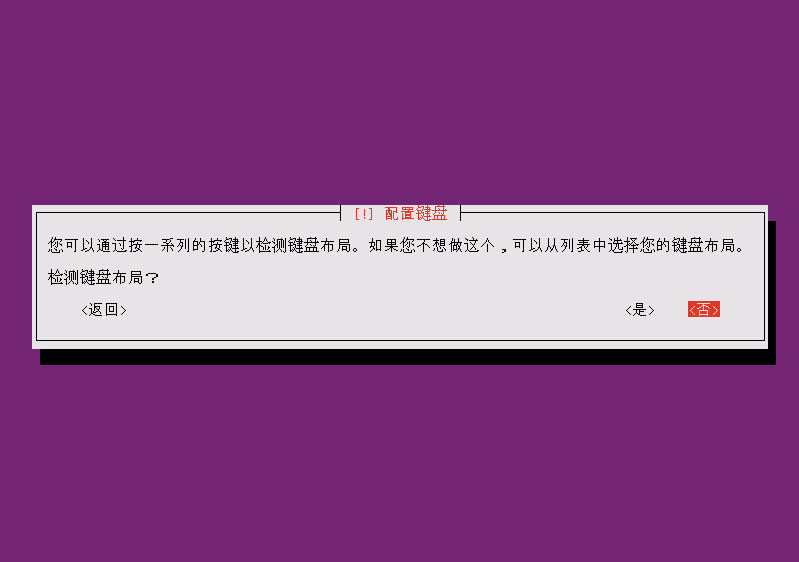 [!] 配置键盘
您可以通过按一系列的按键以检测键盘布局。如果您不想做这个，可以从列表中选择您的键盘布局。
检测键盘布局？
<返回> <是> <否>